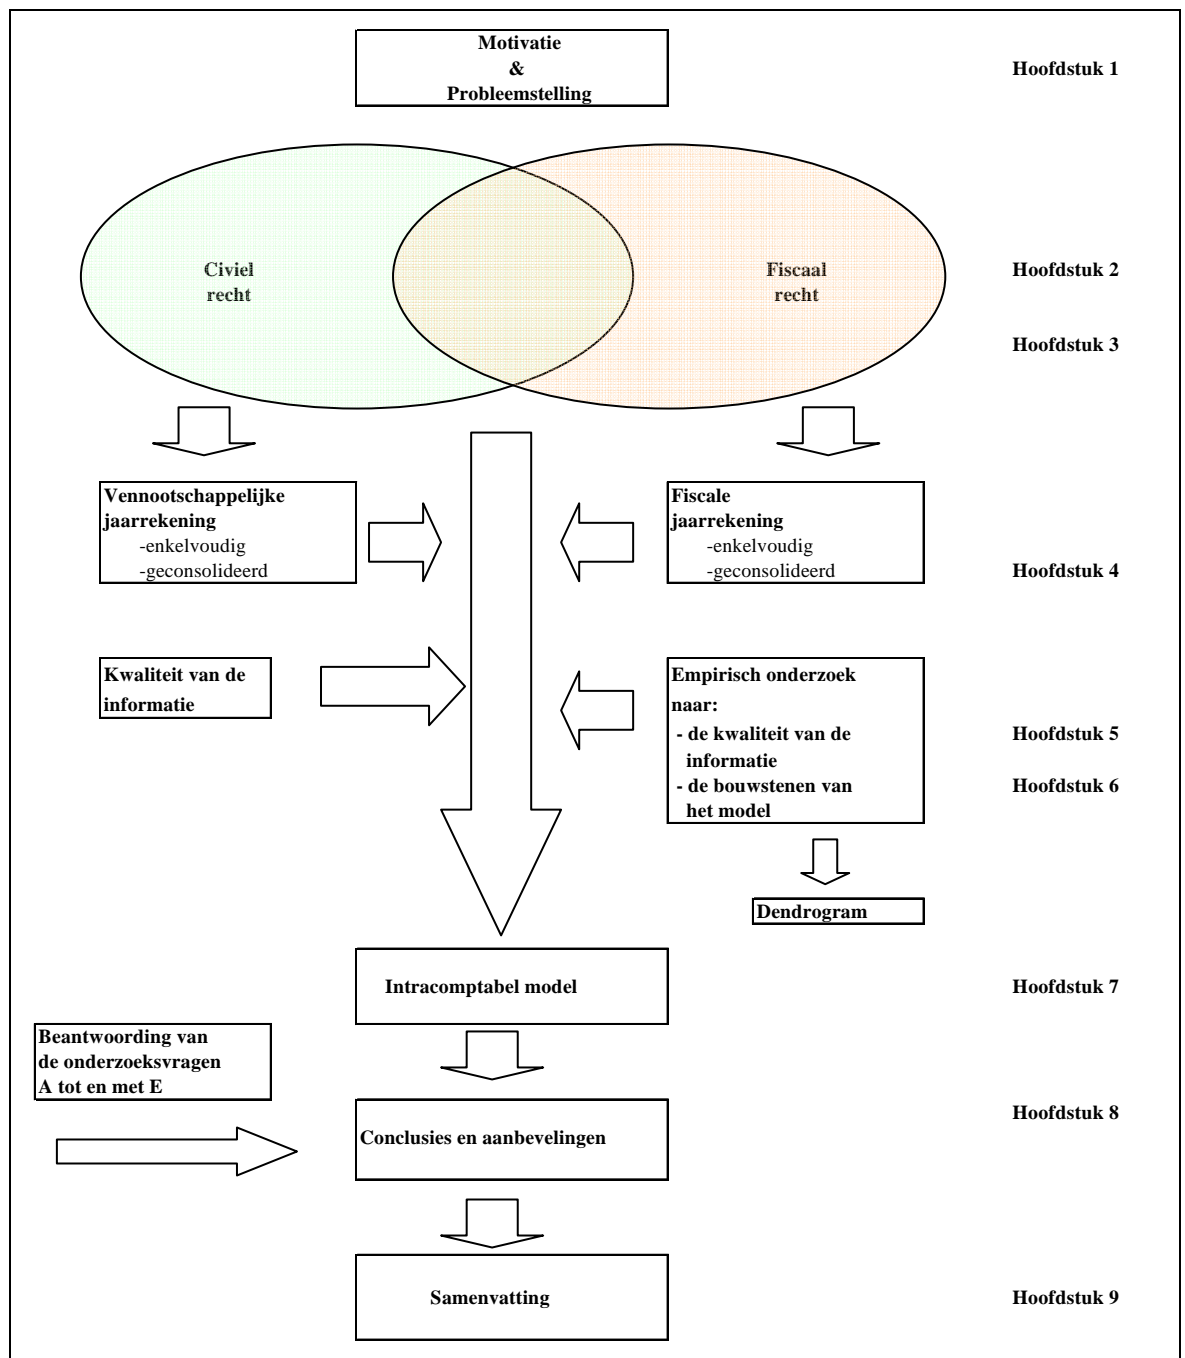 Motivatie
&
Probleemstelling
Hoofdstuk 1
Civiel
recht
Fiscaal
recht
Hoofdstuk 2
Hoofdstuk 3
Vennootschappelijke
jaarrekening
-enkelvoudig
-geconsolideerd
Fiscale
jaarrekening
-enkelvoudig
-geconsolideerd
Hoofdstuk 4
Kwaliteit van de
informatie
Empirisch onderzoek
naar:
- de kwaliteit van de
informatie
- de bouwstenen van
het model
Hoofdstuk 5
Hoofdstuk 6
Dendrogram
Intracomptabel model
Hoofdstuk 7
Beantwoording van
de onderzoeksvragen
A tot en met E
Hoofdstuk 8
Conclusies en aanbevelingen
Samenvatting
Hoofdstuk 9